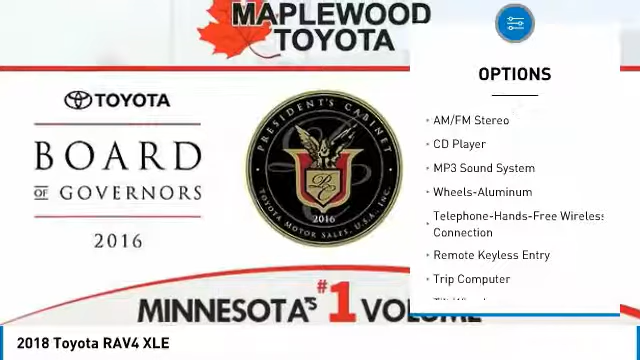 MAPLEWOOD
TOYOTA
TOYOTA
BOARD
OF GOVERNORS
2016
PRESIDENT'S CABINET
2016
TOYOTA MOTOR SALES, U.S.A., INC.
MINNESOTA'S #1 VOLUME
OPTIONS
AM/FM Stereo
CD Player
MP3 Sound System
Wheels-Aluminum
Telephone-Hands-Free Wireless
Connection
Remote Keyless Entry
Trip Computer
2018 Toyota RAV4 XLE